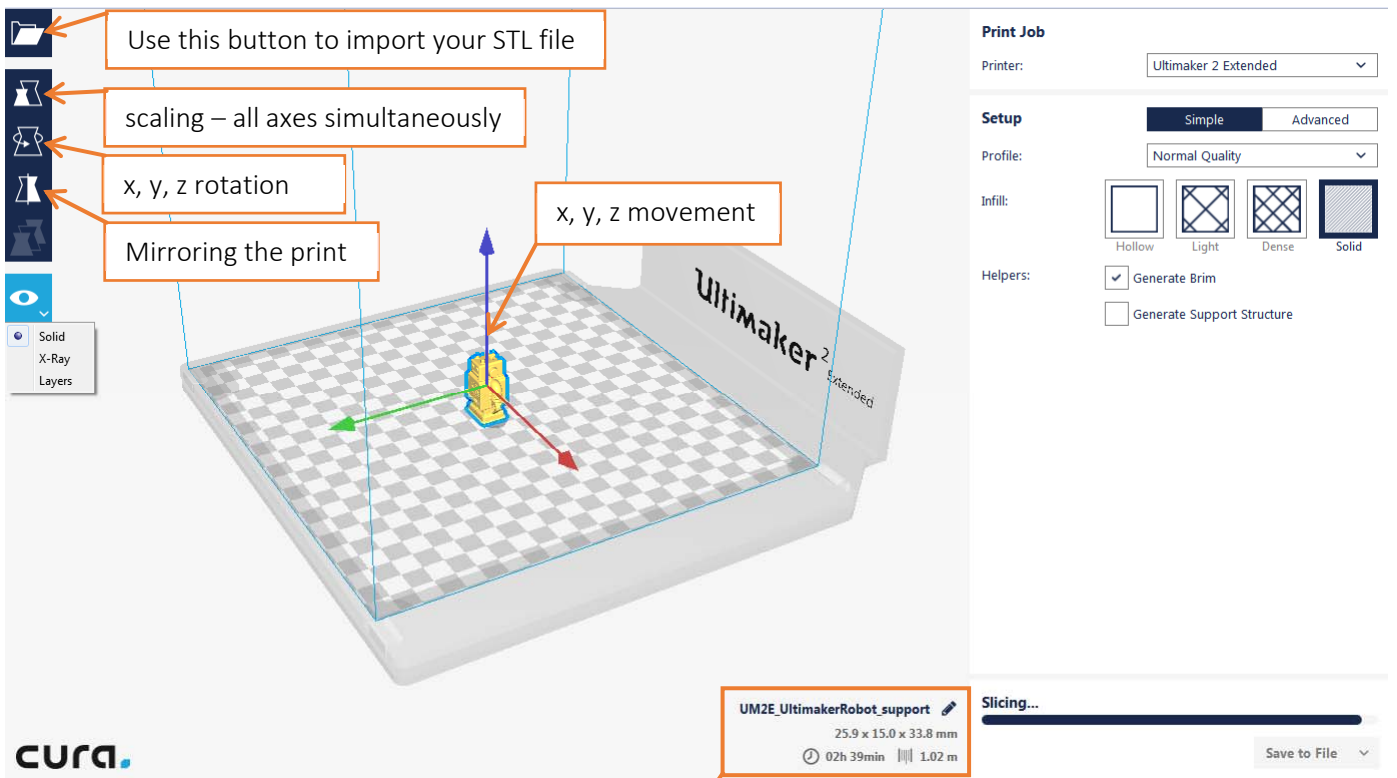 Use this button to import your STL file
scaling – all axes simultaneously
x, y, z rotation
Mirroring the print
x, y, z movement
Solid
X-Ray
Layers
Ultimaker 2
Extended
UM2E_UltimakerRobot_support
25.9 x 15.0 x 33.8 mm
02h 39min 1.02 m
cura.
Print Job
Printer: Ultimaker 2 Extended
Setup Simple Advanced
Profile: Normal Quality
Infill:
Hollow Light Dense Solid
Helpers: Generate Brim
Generate Support Structure
Slicing...
Save to File